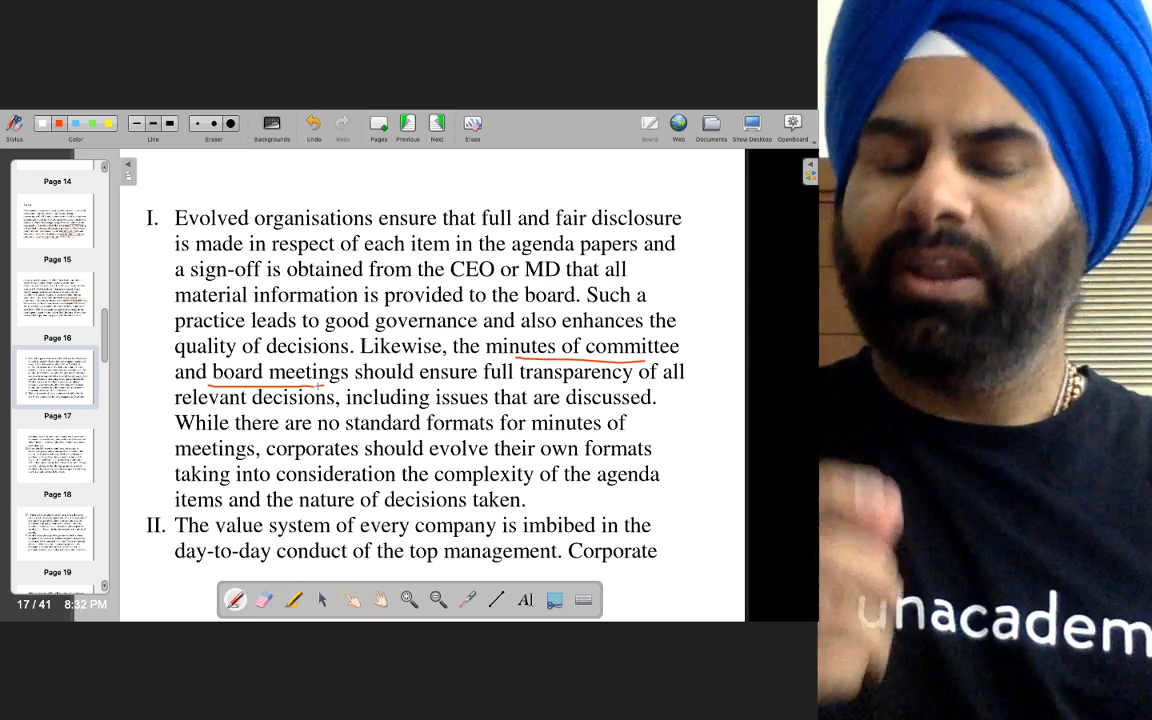 Stylus
Color
Line
Eraser
Backgrounds
Undo
Redo
Pages
Previous
Next
Erase
Board
Web
Documents
Show Desktop
OpenBoard
Page 14
Page 15
Page 16
Page 17
Page 18
Page 19
17 / 41 8:32 PM
I. Evolved organisations ensure that full and fair disclosure
is made in respect of each item in the agenda papers and
a sign-off is obtained from the CEO or MD that all
material information is provided to the board. Such a
practice leads to good governance and also enhances the
quality of decisions. Likewise, the minutes of committee
and board meetings should ensure full transparency of all
relevant decisions, including issues that are discussed.
While there are no standard formats for minutes of
meetings, corporates should evolve their own formats
taking into consideration the complexity of the agenda
items and the nature of decisions taken.
II. The value system of every company is imbibed in the
day-to-day conduct of the top management. Corporate
AI
unacadem